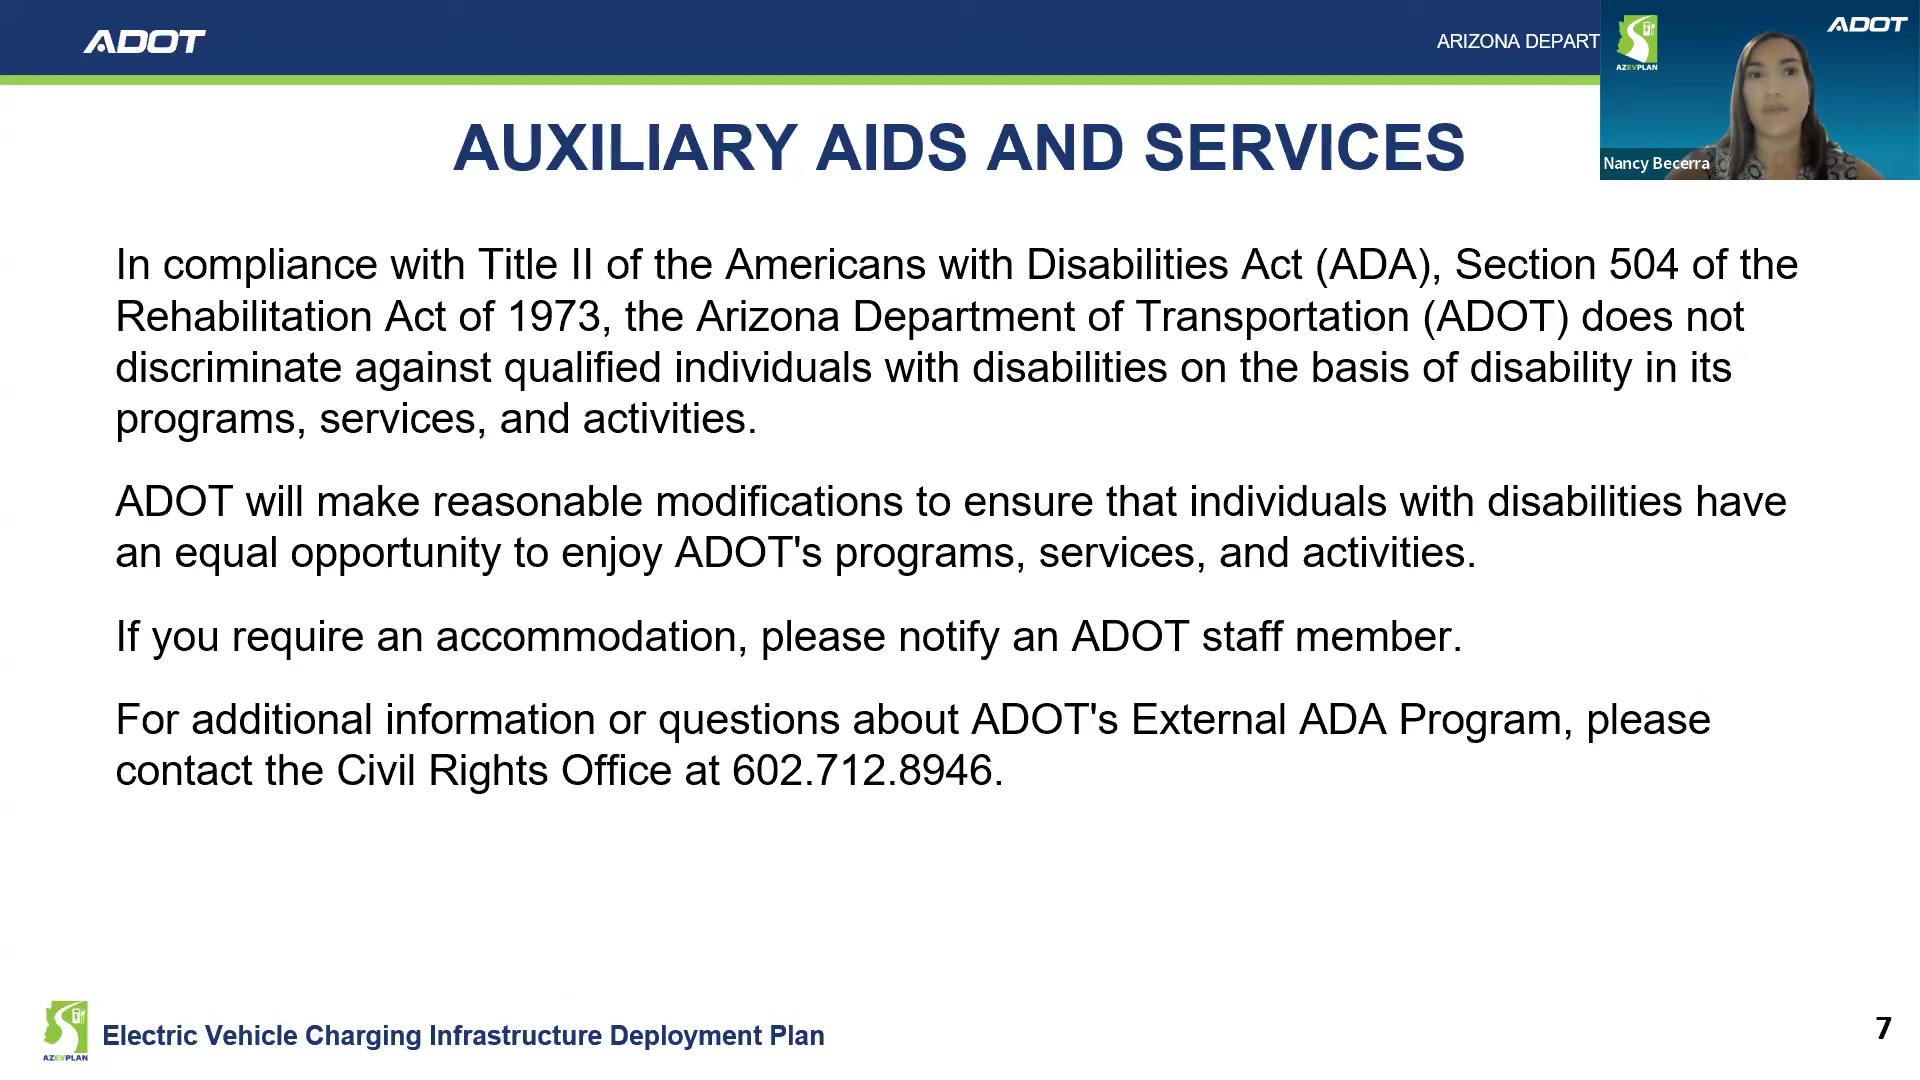 ADOT
ARIZONA DEPART
AZEVPLAN
ADOT
Nancy Becerra
AUXILIARY AIDS AND SERVICES
In compliance with Title II of the Americans with Disabilities Act (ADA), Section 504 of the
Rehabilitation Act of 1973, the Arizona Department of Transportation (ADOT) does not
discriminate against qualified individuals with disabilities on the basis of disability in its
programs, services, and activities.
ADOT will make reasonable modifications to ensure that individuals with disabilities have
an equal opportunity to enjoy ADOT's programs, services, and activities.
If you require an accommodation, please notify an ADOT staff member.
For additional information or questions about ADOT's External ADA Program, please
contact the Civil Rights Office at 602.712.8946.
AZEVPLAN
Electric Vehicle Charging Infrastructure Deployment Plan
7